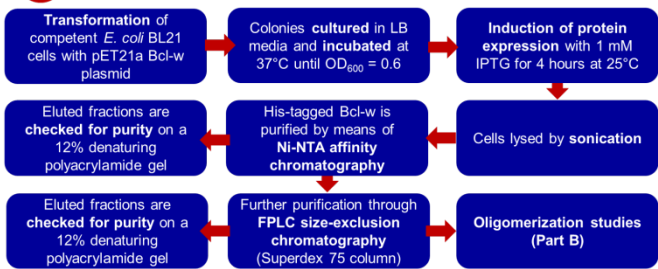 Transformation of
competent E. coli BL21
cells with pET21a Bcl-w
plasmid
Colonies cultured in LB
media and incubated at
37°C until OD600 = 0.6
Induction of protein
expression with 1 mM
IPTG for 4 hours at 25°C
Eluted fractions are
checked for purity on a
12% denaturing
polyacrylamide gel
His-tagged Bcl-w is
purified by means of
Ni-NTA affinity
chromatography
Cells lysed by sonication
Eluted fractions are
checked for purity on a
12% denaturing
polyacrylamide gel
Further purification through
FPLC size-exclusion
chromatography
(Superdex 75 column)
Oligomerization studies
(Part B)